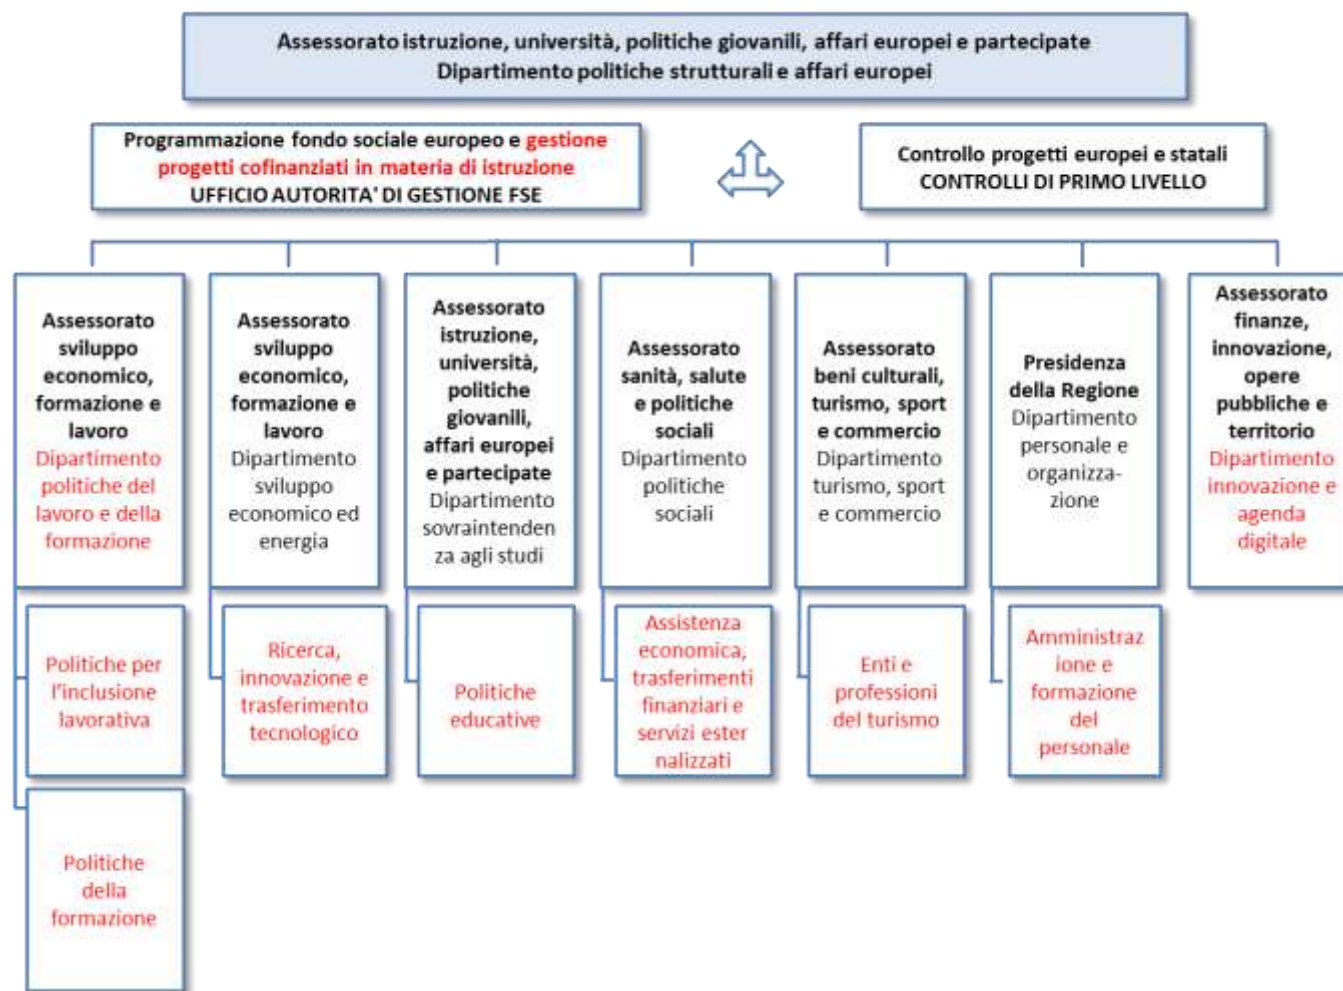 Assessorato istruzione, università, politiche giovanili, affari europei e partecipate
Dipartimento politiche strutturali e affari europei
Programmazione fondo sociale europeo e gestione
progetti cofinanziati in materia di istruzione
UFFICIO AUTORITA' DI GESTIONE FSE
Controllo progetti europei e statali
CONTROLLI DI PRIMO LIVELLO
Assessorato
sviluppo
economico,
formazione e
lavoro
Dipartimento
politiche del
lavoro e della
formazione
Assessorato
sviluppo
economico,
formazione e
lavoro
Dipartimento
sviluppo
economico ed
energia
Assessorato
istruzione,
università,
politiche
giovanili,
affari europei
e partecipate
Dipartimento
sovraintenden
za agli studi
Assessorato
sanità, salute
e politiche
sociali
Dipartimento
politiche
sociali
Assessorato
beni culturali,
turismo, sport
e commercio
Dipartimento
turismo, sport
e commercio
Presidenza
della Regione
Dipartimento
personale e
organizza-
zione
Assessorato
finanze,
innovazione,
opere
pubbliche e
territorio
Dipartimento
innovazione e
agenda
digitale
Politiche per
l'inclusione
lavorativa
Ricerca,
innovazione e
trasferimento
tecnologico
Politiche
educative
Assistenza
economica,
trasferimenti
finanziari e
servizi ester
nalizzati
Enti e
professioni
del turismo
Amministraz
ione e
formazione
del
personale
Politiche
della
formazione